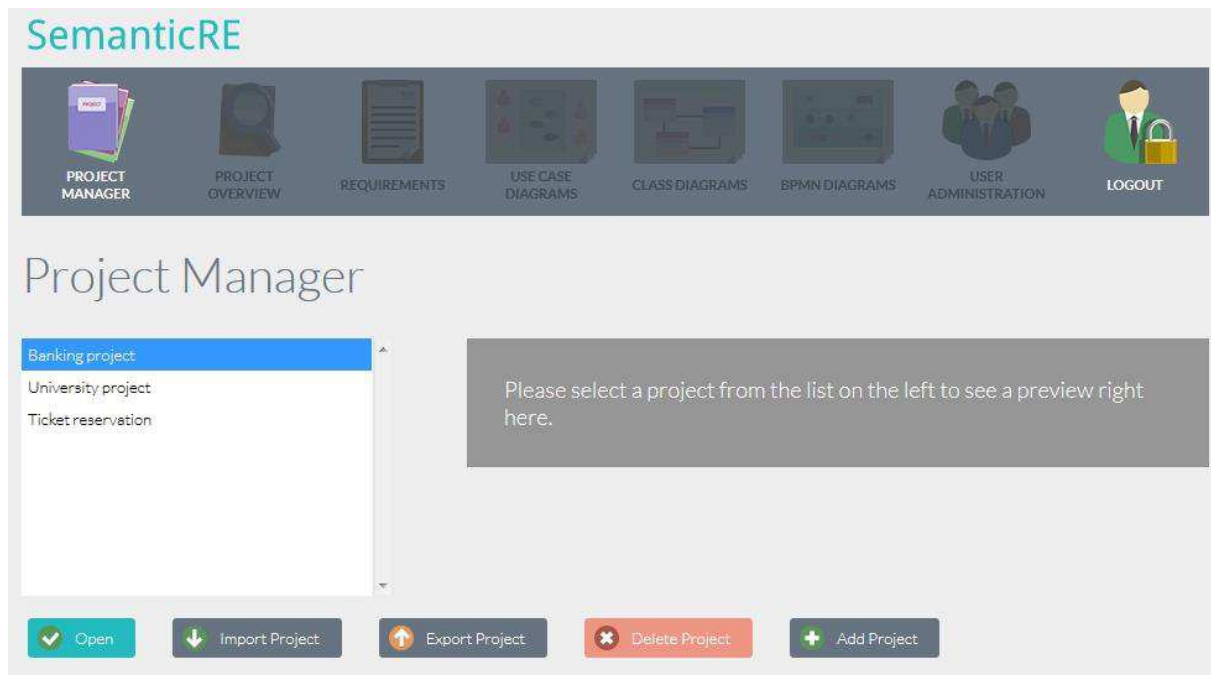 SemanticRE
PROJECT
PROJECT
MANAGER
PROJECT
OVERVIEW
REQUIREMENTS
USE CASE
DIAGRAMS
CLASS DIAGRAMS
BPMN DIAGRAMS
USER
ADMINISTRATION
LOGOUT
Project Manager
Banking project
University project
Ticket reservation
Please select a project from the list on the left to see a preview right
here.
Open
Import Project
Export Project
Delete Project
Add Project